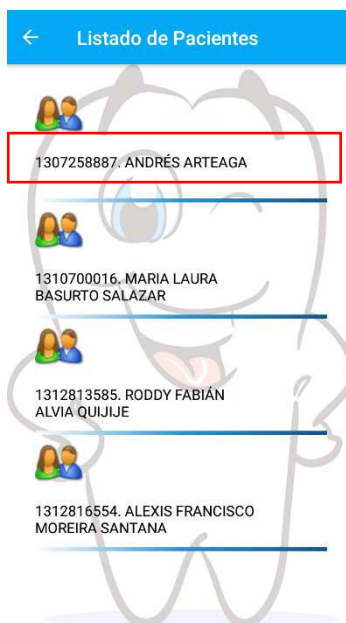 Listado de Pacientes
1307258887. ANDRÉS ARTEAGA
1310700016. MARIA LAURA
BASURTO SALAZAR
1312813585. RODDY FABIÁN
ALVIA QUIJIJE
1312816554. ALEXIS FRANCISCO
MOREIRA SANTANA